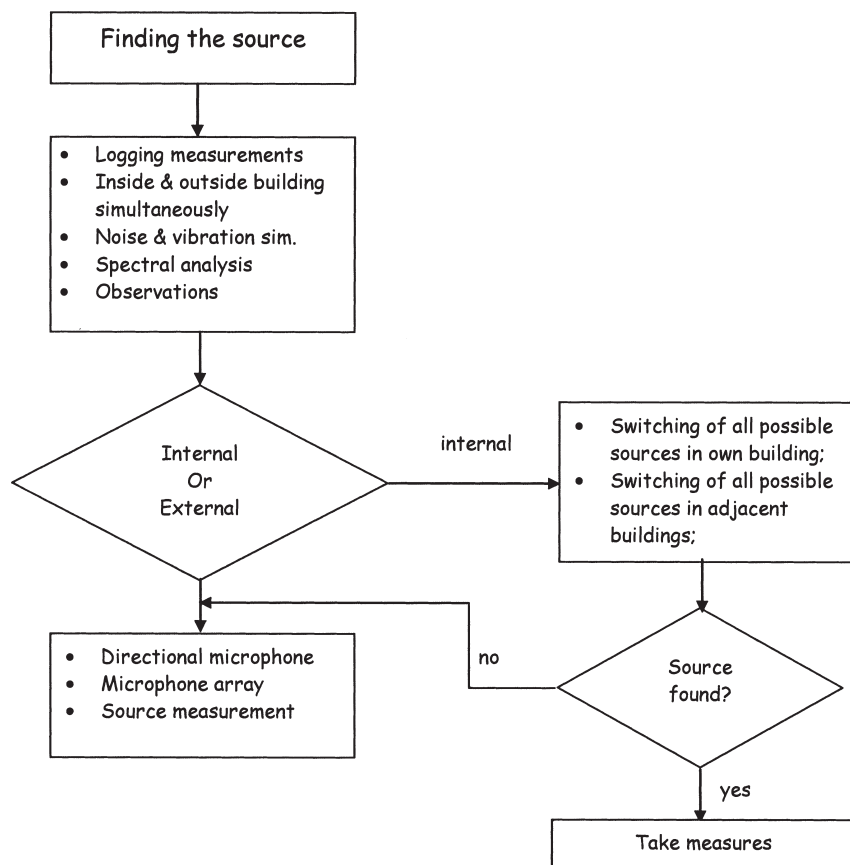 Finding the source
• Logging measurements
• Inside & outside building
simultaneously
• Noise & vibration sim.
• Spectral analysis
• Observations
Internal
Or
External
internal
• Switching of all possible
sources in own building;
• Switching of all possible
sources in adjacent
buildings;
• Directional microphone
• Microphone array
• Source measurement
no
Source
found?
yes
Take measures